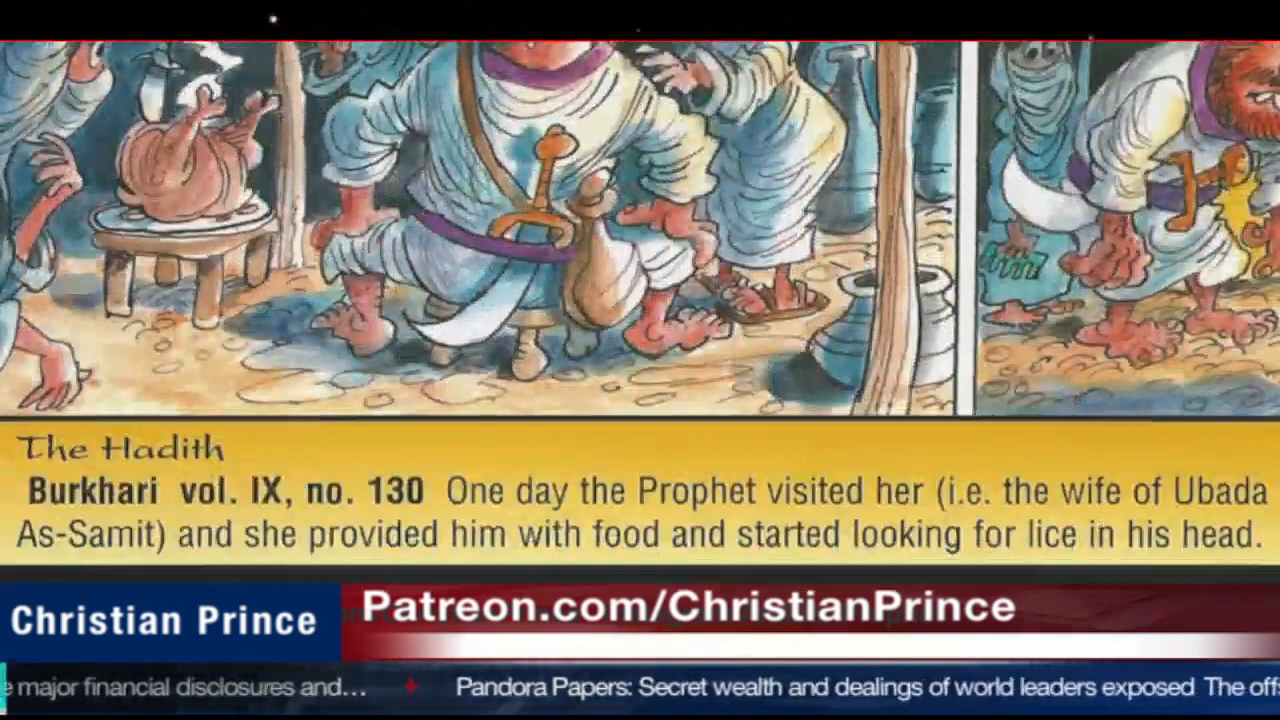 The Hadith
Burkhari vol. IX, no. 130 One day the Prophet visited her (i.e. the wife of Ubada
As-Samit) and she provided him with food and started looking for lice in his head.
Christian Prince
Patreon.com/ChristianPrince
e major financial disclosures and... Pandora Papers: Secret wealth and dealings of world leaders exposed The off